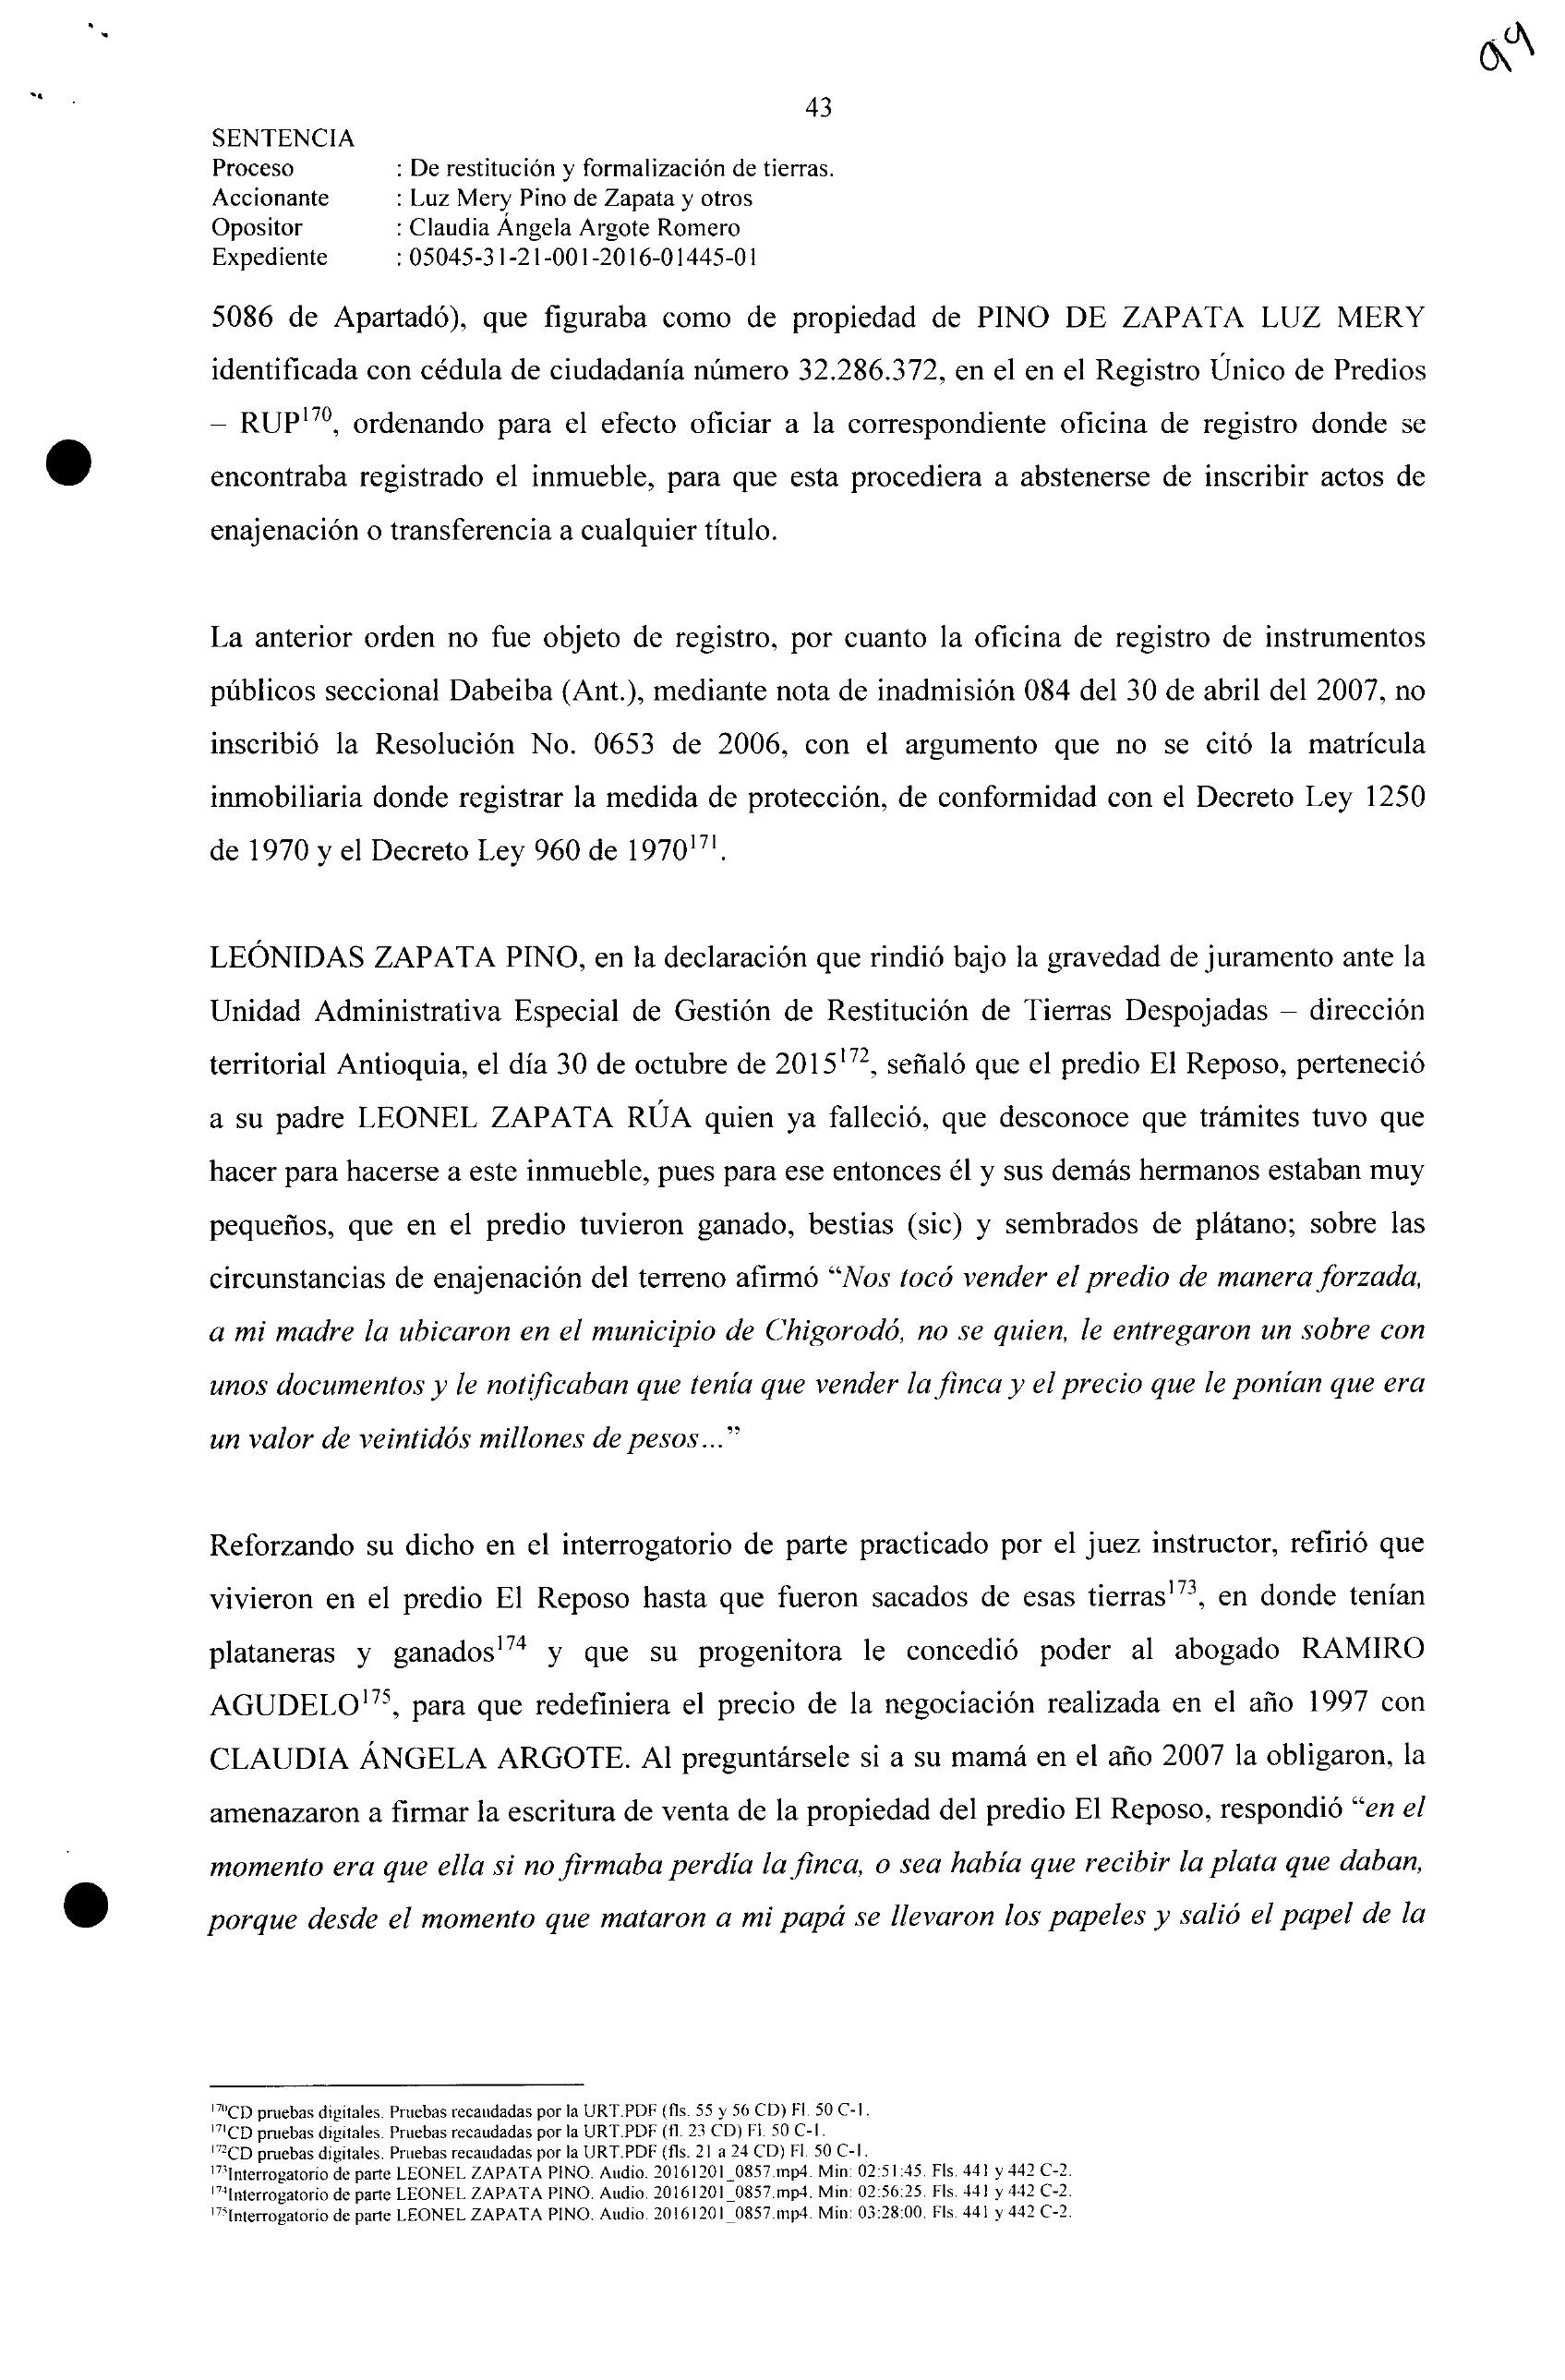 99
43
SENTENCIA
Proceso : De restitución y formalización de tierras.
Accionante : Luz Mery Pino de Zapata y otros
Opositor : Claudia Ángela Argote Romero
Expediente : 05045-31-21-001-2016-01445-01
5086 de Apartadó), que figuraba como de propiedad de PINO DE ZAPATA LUZ MERY
identificada con cédula de ciudadanía número 32.286.372, en el en el Registro Único de Predios
– RUP170, ordenando para el efecto oficiar a la correspondiente oficina de registro donde se
encontraba registrado el inmueble, para que esta procediera a abstenerse de inscribir actos de
enajenación o transferencia a cualquier título.
La anterior orden no fue objeto de registro, por cuanto la oficina de registro de instrumentos
públicos seccional Dabeiba (Ant.), mediante nota de inadmisión 084 del 30 de abril del 2007, no
inscribió la Resolución No. 0653 de 2006, con el argumento que no se citó la matrícula
inmobiliaria donde registrar la medida de protección, de conformidad con el Decreto Ley 1250
de 1970 y el Decreto Ley 960 de 1970171.
LEÓNIDAS ZAPATA PINO, en la declaración que rindió bajo la gravedad de juramento ante la
Unidad Administrativa Especial de Gestión de Restitución de Tierras Despojadas – dirección
territorial Antioquia, el día 30 de octubre de 2015172, señaló que el predio El Reposo, perteneció
a su padre LEONEL ZAPATA RÚA quien ya falleció, que desconoce que trámites tuvo que
hacer para hacerse a este inmueble, pues para ese entonces él y sus demás hermanos estaban muy
pequeños, que en el predio tuvieron ganado, bestias (sic) y sembrados de plátano; sobre las
circunstancias de enajenación del terreno afirmó “Nos tocó vender el predio de manera forzada,
a mi madre la ubicaron en el municipio de Chigorodó, no se quien, le entregaron un sobre con
unos documentos y le notificaban que tenía que vender la finca y el precio que le ponían que era
un valor de veintidós millones de pesos...”
Reforzando su dicho en el interrogatorio de parte practicado por el juez instructor, refirió que
vivieron en el predio El Reposo hasta que fueron sacados de esas tierras173, en donde tenían
plataneras y ganados174 y que su progenitora le concedió poder al abogado RAMIRO
AGUDELO175, para que redefiniera el precio de la negociación realizada en el año 1997 con
CLAUDIA ÁNGELA ARGOTE. Al preguntársele si a su mamá en el año 2007 la obligaron, la
amenazaron a firmar la escritura de venta de la propiedad del predio El Reposo, respondió “en el
momento era que ella si no firmaba perdía la finca, o sea había que recibir la plata que daban,
porque desde el momento que mataron a mi papá se llevaron los papeles y salió el papel de la
170CD pruebas digitales. Pruebas recaudadas por la URT.PDF (fls. 55 y 56 CD) Fl. 50 C-1.
171CD pruebas digitales. Pruebas recaudadas por la URT.PDF (fl. 23 CD) Fl. 50 C-1.
172CD pruebas digitales. Pruebas recaudadas por la URT.PDF (fls. 21 a 24 CD) Fl. 50 C-1.
173Interrogatorio de parte LEONEL ZAPATA PINO. Audio. 20161201_0857.mp4. Min: 02:51:45. Fls. 441 y 442 C-2.
174Interrogatorio de parte LEONEL ZAPATA PINO. Audio. 20161201_0857.mp4. Min: 02:56:25. Fls. 441 y 442 C-2.
175Interrogatorio de parte LEONEL ZAPATA PINO. Audio. 20161201_0857.mp4. Min: 03:28:00. Fls. 441 y 442 C-2.